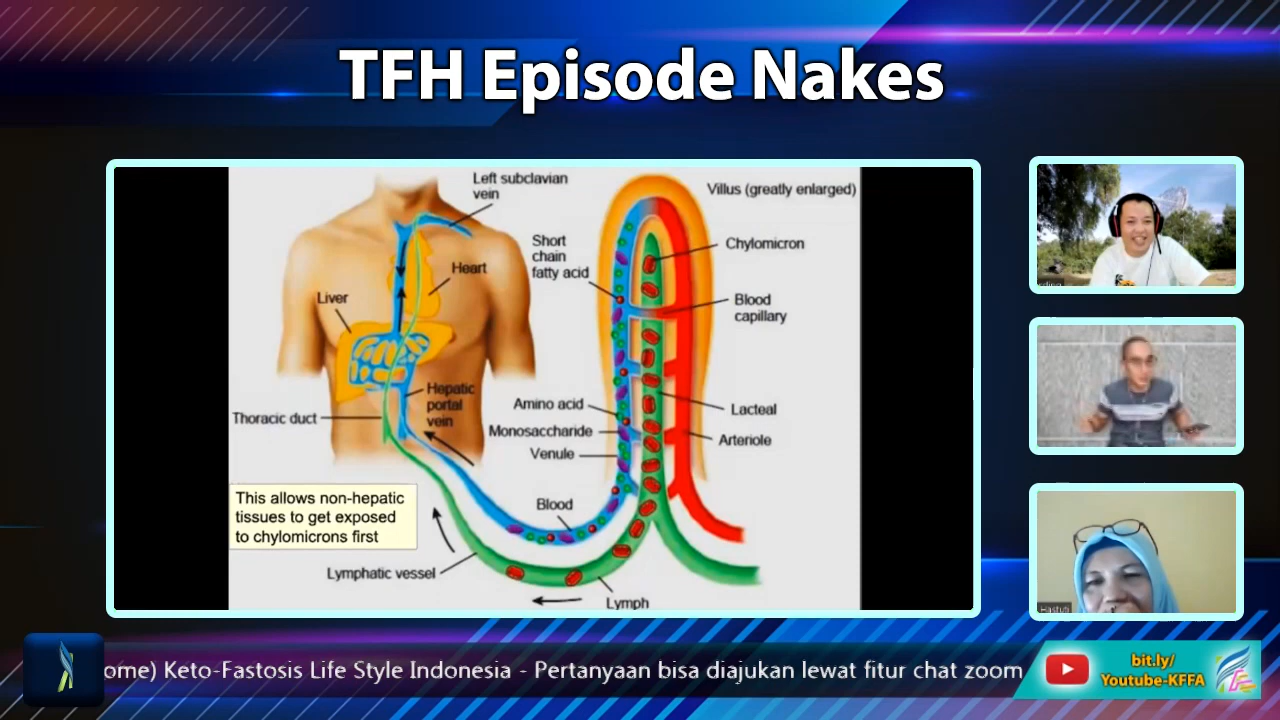 TFH Episode Nakes
Left subclavian
vein
Villus (greatly enlarged)
Short
chain
fatty acid
Chylomicron
Heart
Liver
Blood
capillary
Hepatic
portal
vein
Thoracic duct
Amino acid
Monosaccharide
Venule
Lacteal
Arteriole
This allows non-hepatic
tissues to get exposed
to chylomicrons first
Blood
Lymphatic vessel
Lymph
Hastuti
ome) Keto-Fastosis Life Style Indonesia - Pertanyaan bisa diajukan lewat fitur chat zoom
bit.ly/
Youtube-KFFA